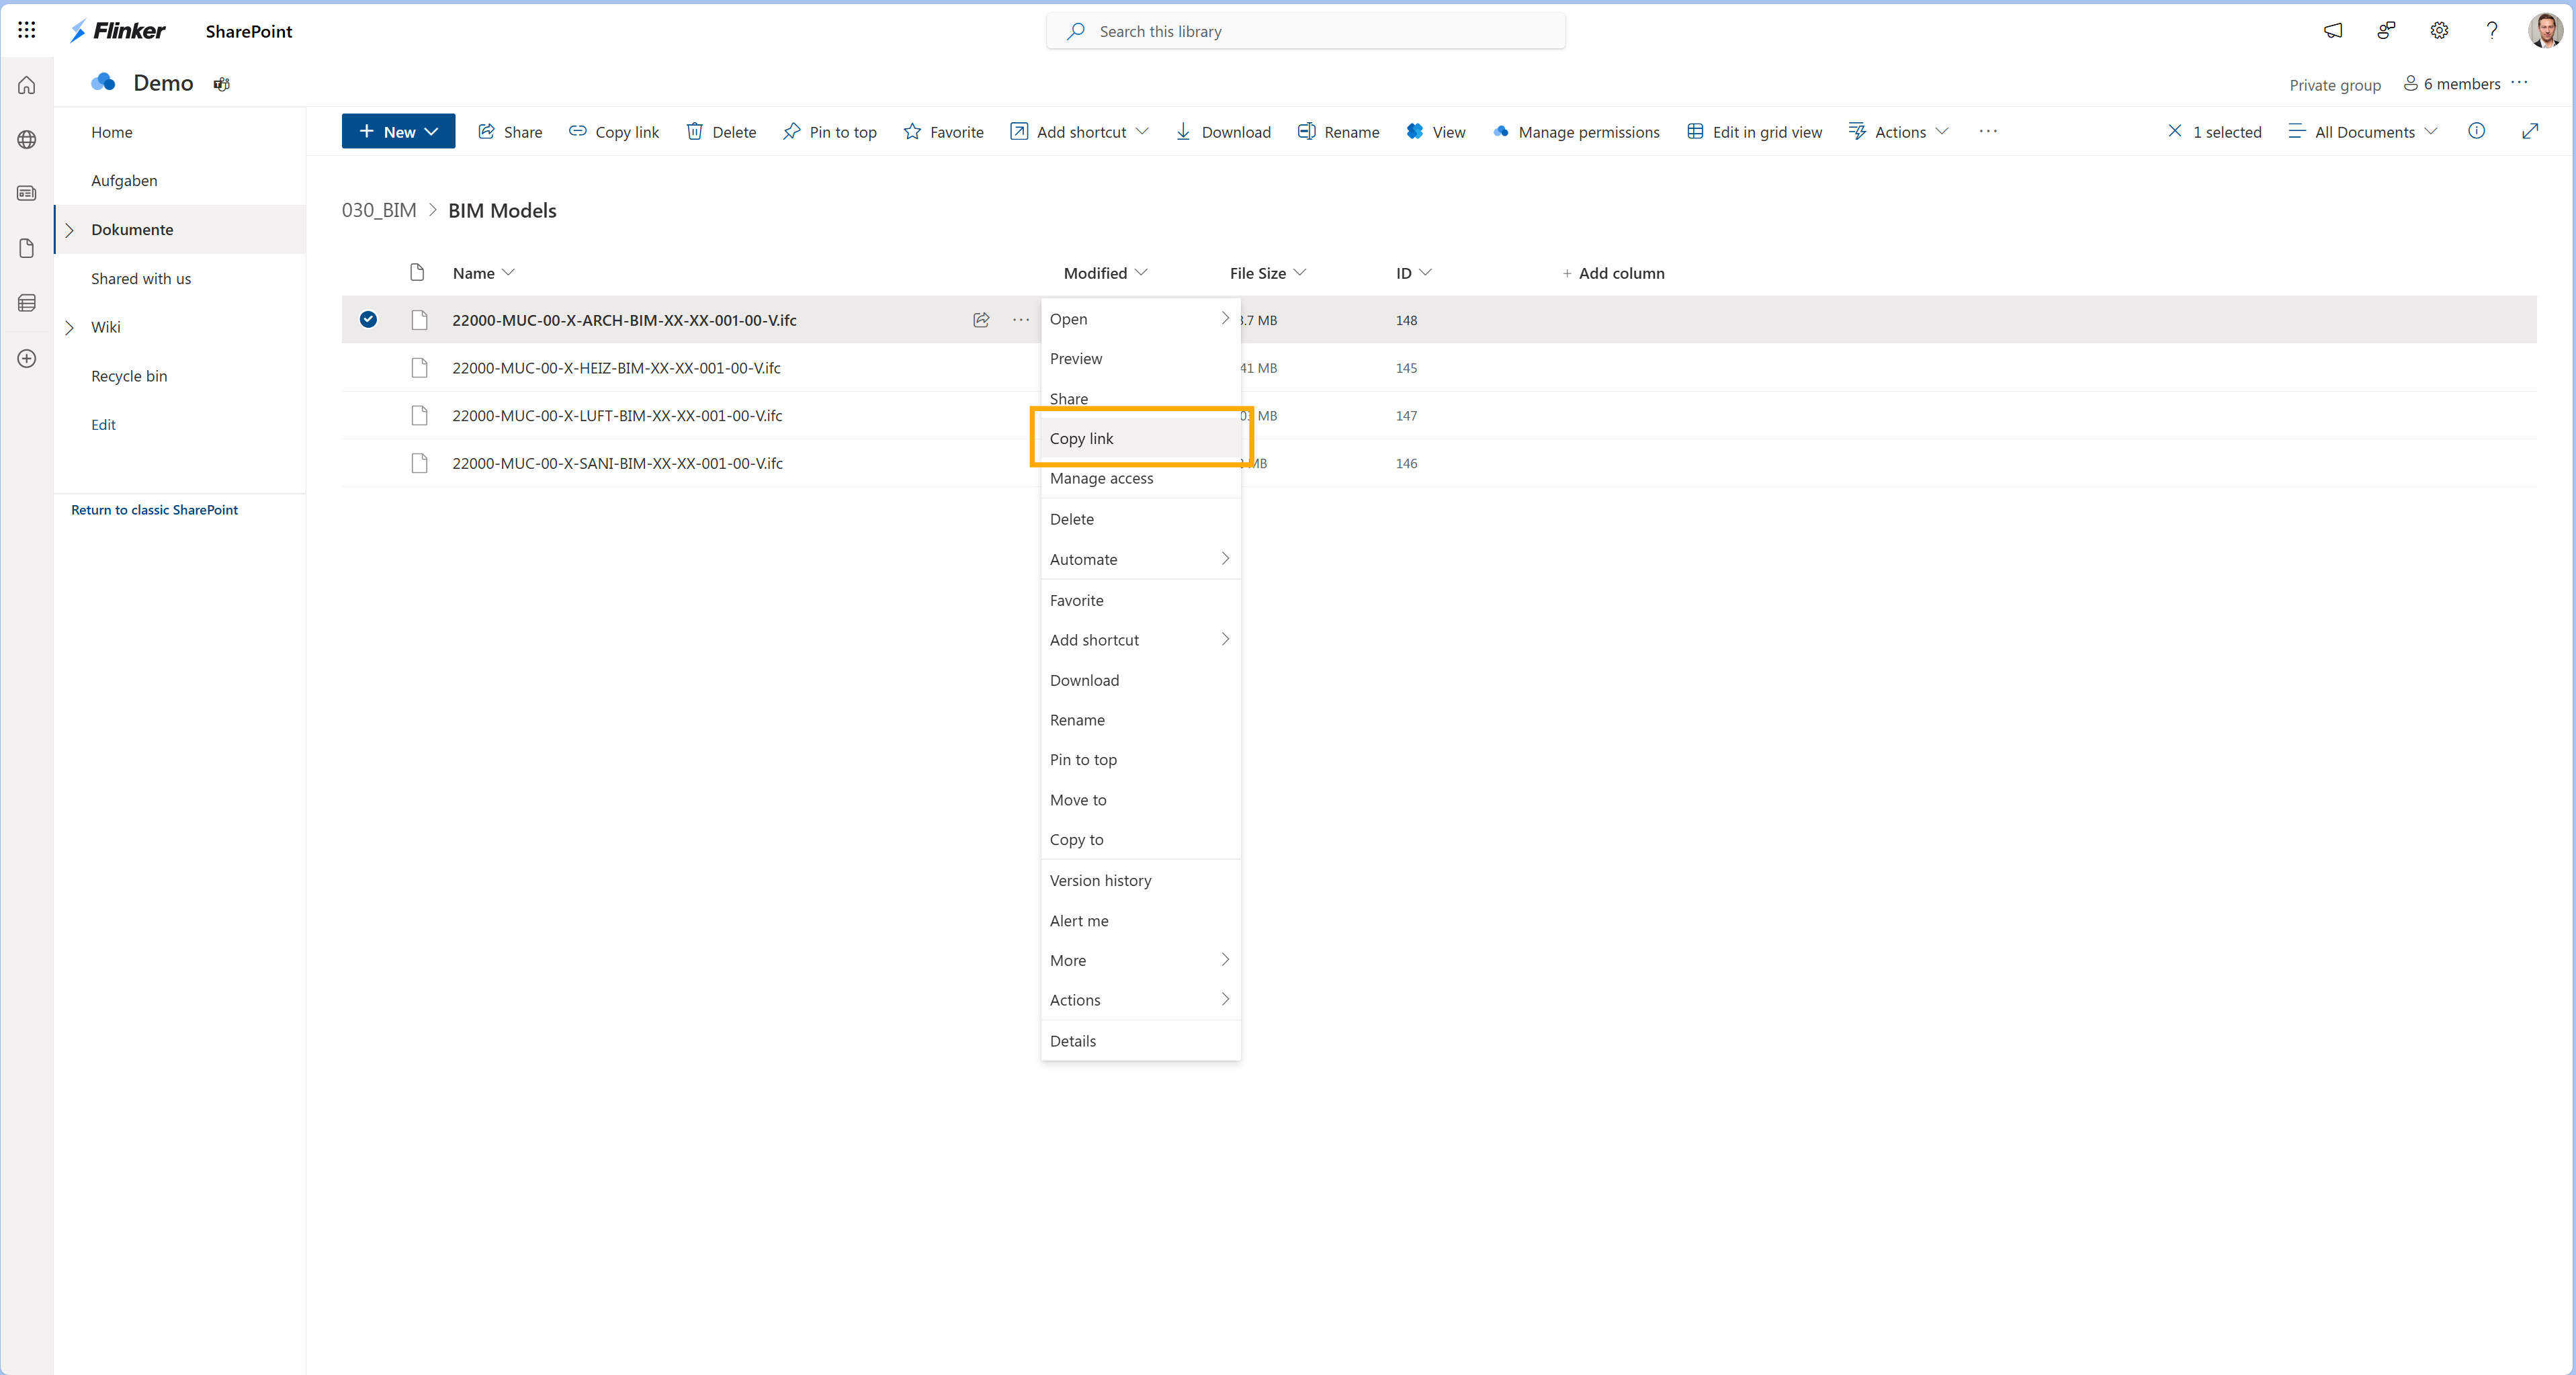 Flinker SharePoint Search this library ?
Demo Private group 6 members ...
Home
Aufgaben
Dokumente
Shared with us
Wiki
Recycle bin
Edit
Return to classic SharePoint
+ New Share Copy link Delete Pin to top Favorite Add shortcut Download Rename View Manage permissions Edit in grid view Actions ... 1 selected All Documents
030_BIM > BIM Models
Name Modified File Size ID + Add column
22000-MUC-00-X-ARCH-BIM-XX-XX-001-00-V.ifc ... .7 MB 148
22000-MUC-00-X-HEIZ-BIM-XX-XX-001-00-V.ifc 41 MB 145
22000-MUC-00-X-LUFT-BIM-XX-XX-001-00-V.ifc MB 147
22000-MUC-00-X-SANI-BIM-XX-XX-001-00-V.ifc MB 146
Open
Preview
Share
Copy link
Manage access
Delete
Automate
Favorite
Add shortcut
Download
Rename
Pin to top
Move to
Copy to
Version history
Alert me
More
Actions
Details